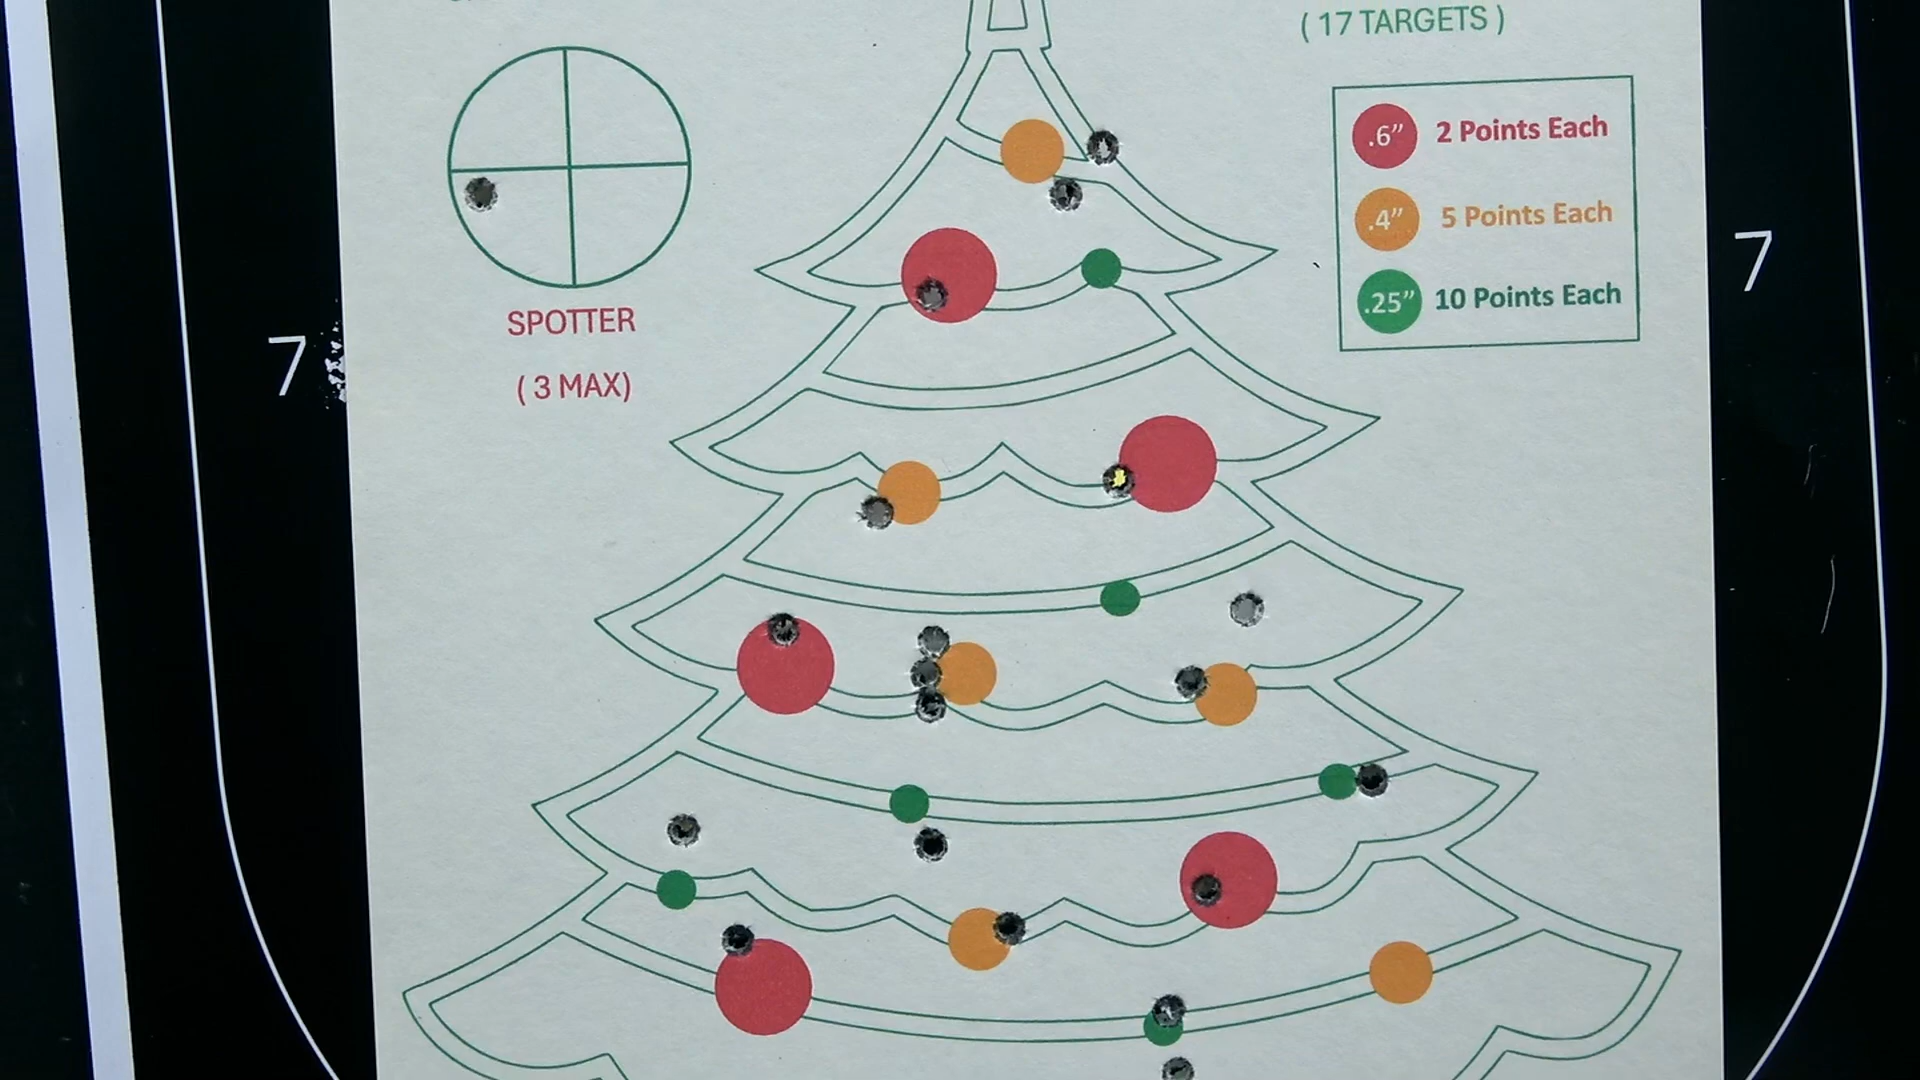 ( 17 TARGETS )
.6” 2 Points Each
.4” 5 Points Each
.25” 10 Points Each
SPOTTER
( 3 MAX)
7
7